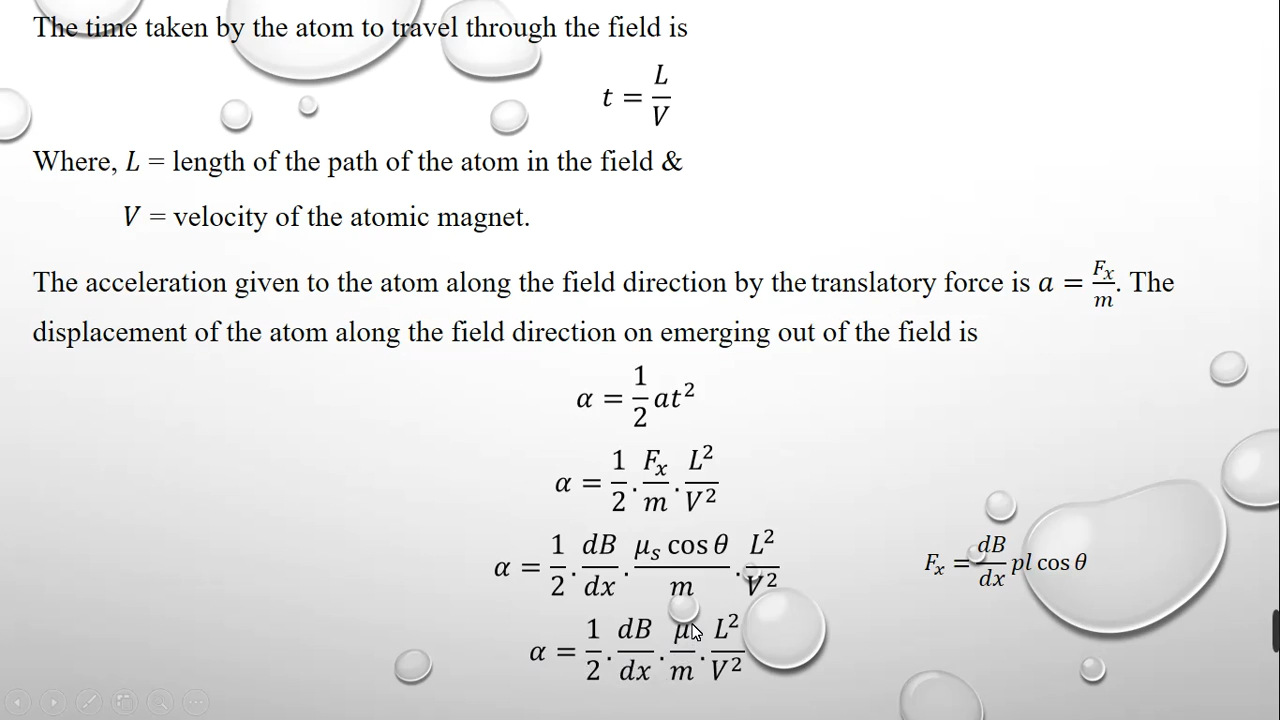 The time taken by the atom to travel through the field is
t = L/V
Where, L = length of the path of the atom in the field &
V = velocity of the atomic magnet.
The acceleration given to the atom along the field direction by the translatory force is a = Fₓ/m. The
displacement of the atom along the field direction on emerging out of the field is
α = 1/2 at²
α = 1/2 . Fₓ/m . L²/V²
α = 1/2 . dB/dx . μₛ cos θ/m . L²/V²
Fₓ = dB/dx pl cos θ
α = 1/2 . dB/dx . μ/m . L²/V²